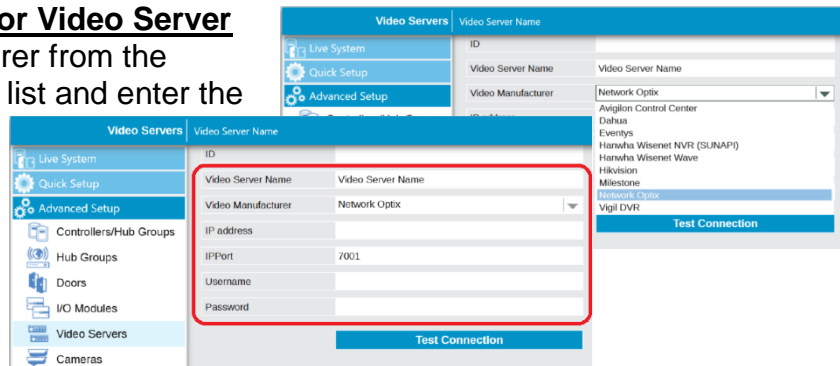 or Video Server
rer from the
list and enter the
Video Servers Video Server Name
Live System
Quick Setup
Advanced Setup
ID
Video Server Name Video Server Name
Video Manufacturer Network Optix
Avigilon Control Center
Dahua
Eventys
Hanwha Wisenet NVR (SUNAPI)
Hanwha Wisenet Wave
Hikvision
Milestone
Network Optix
Vigil DVR
Test Connection
Video Servers Video Server Name
Live System
Quick Setup
Advanced Setup
Controllers/Hub Groups
Hub Groups
Doors
I/O Modules
Video Servers
Cameras
ID
Video Server Name Video Server Name
Video Manufacturer Network Optix
IP address
IPPort 7001
Username
Password
Test Connection